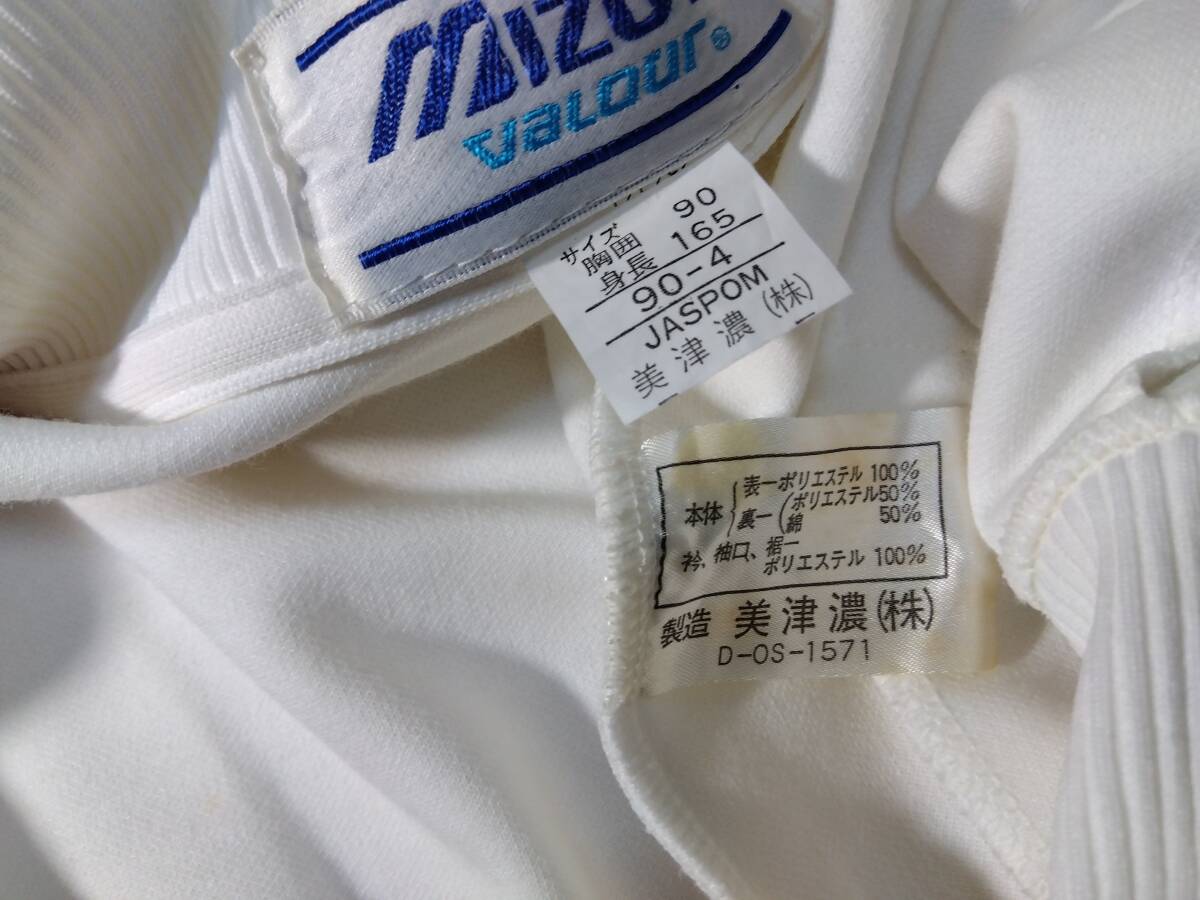 mizu
valour®
サイズ
胸囲 90
身長 165
90-4
JASPOM
美津濃(株)
本体 表ーポリエステル 100%
裏ー(ポリエステル50%
綿 50%
衿、袖口、裾ー
ポリエステル 100%
製造 美津濃(株)
D-OS-1571